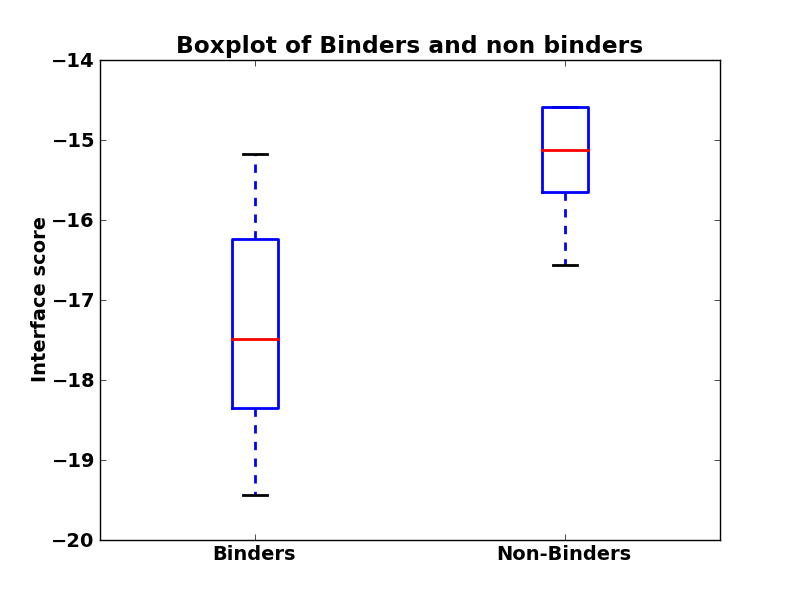 Boxplot of Binders and non binders
Interface score
−14
−15
−16
−17
−18
−19
−20
Binders
Non-Binders